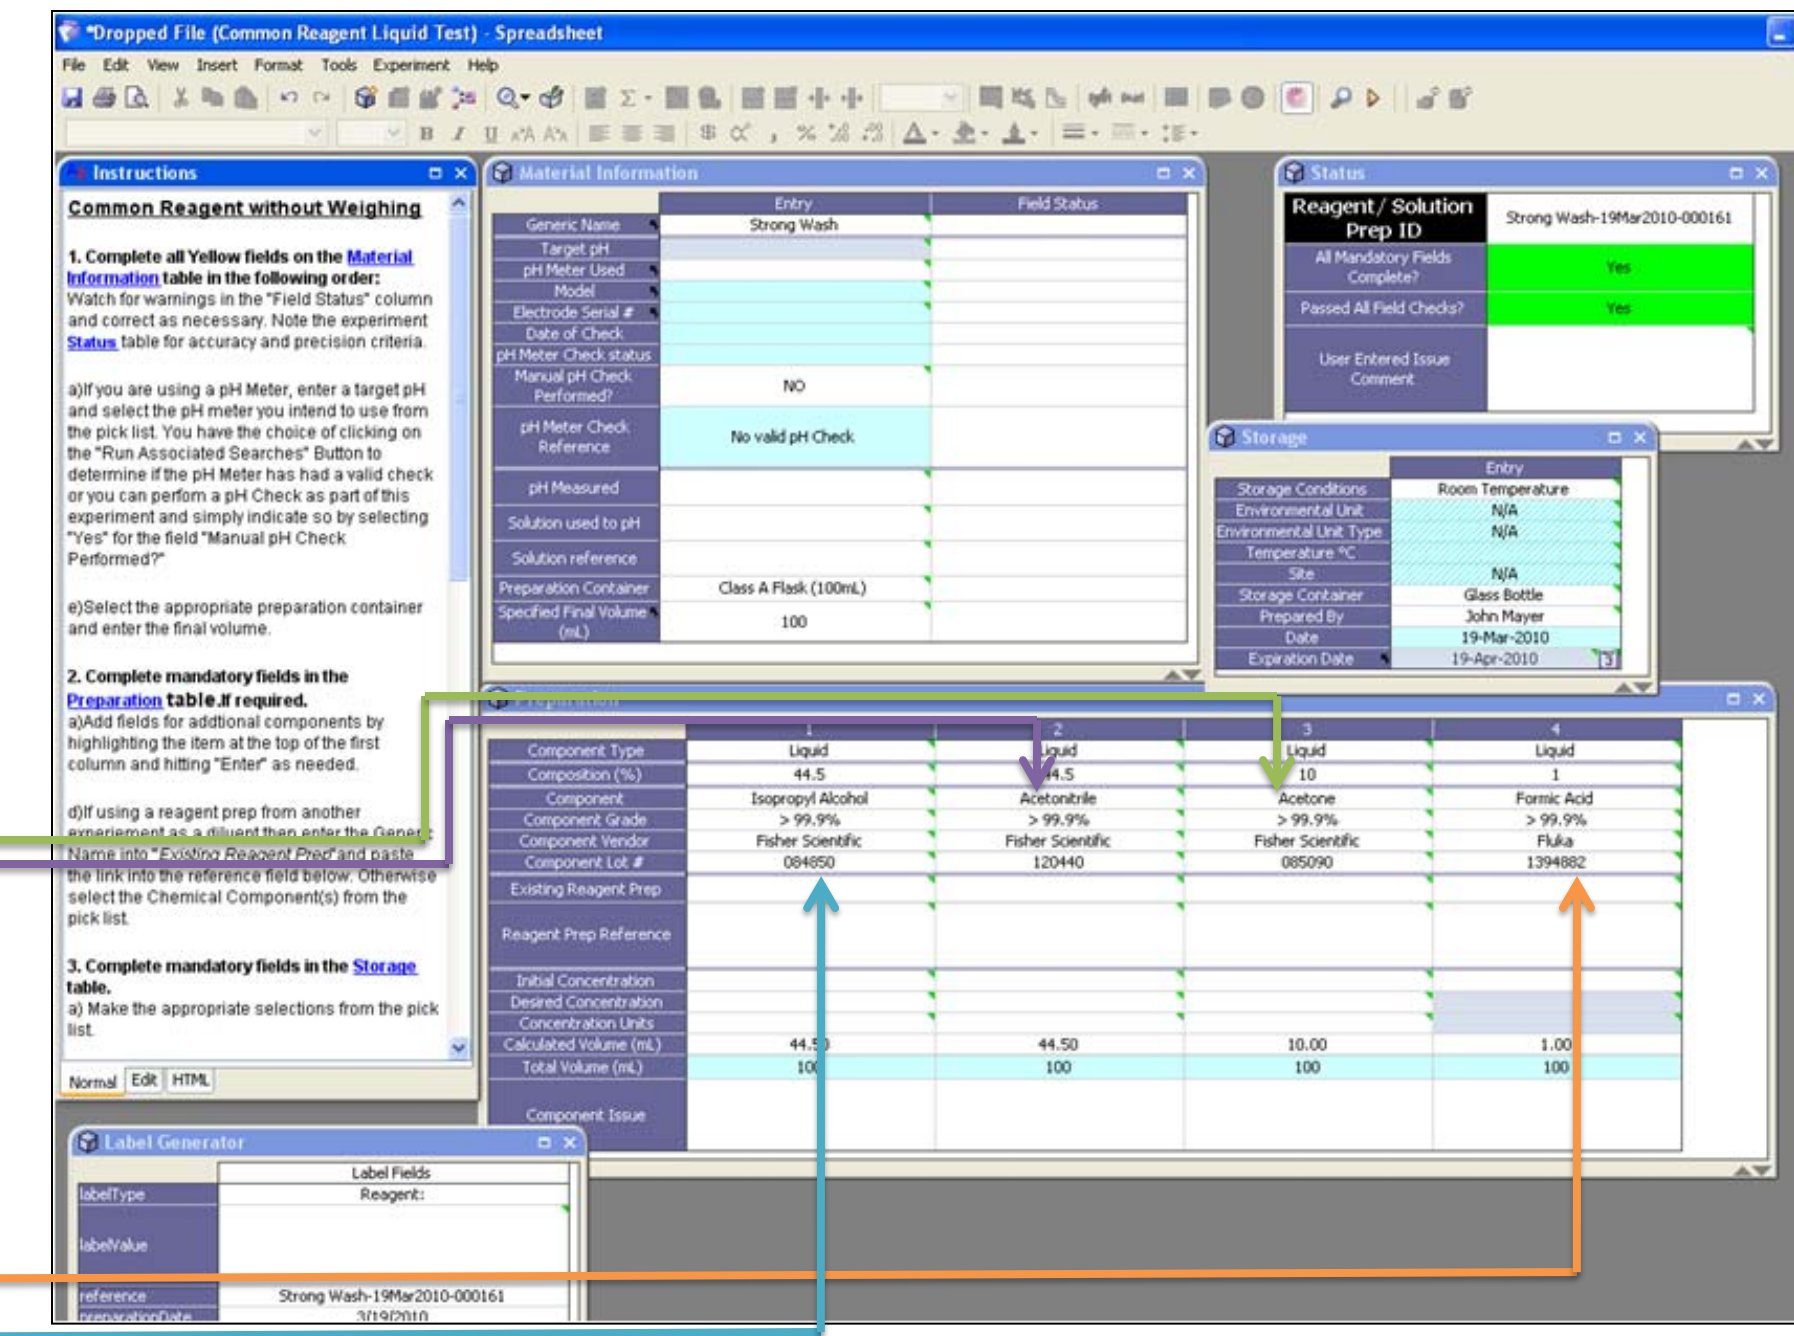 *Dropped File (Common Reagent Liquid Test) - Spreadsheet
File Edit View Insert Format Tools Experiment Help
Instructions
Common Reagent without Weighing
1. Complete all Yellow fields on the Material
Information table in the following order:
Watch for warnings in the "Field Status" column
and correct as necessary. Note the experiment
Status table for accuracy and precision criteria.
a)If you are using a pH Meter, enter a target pH
and select the pH meter you intend to use from
the pick list. You have the choice of clicking on
the "Run Associated Searches" Button to
determine if the pH Meter has had a valid check
or you can perfom a pH Check as part of this
experiment and simply indicate so by selecting
"Yes" for the field "Manual pH Check
Performed?"
e)Select the appropriate preparation container
and enter the final volume.
2. Complete mandatory fields in the
Preparation table.If required.
a)Add fields for addtional components by
highlighting the item at the top of the first
column and hitting "Enter" as needed.
d)If using a reagent prep from another
experiement as a diluent then enter the Generic
Name into "Existing Reagent Prep" and paste
the link into the reference field below. Otherwise
select the Chemical Component(s) from the
pick list.
3. Complete mandatory fields in the Storage
table.
a) Make the appropriate selections from the pick
list.
Normal Edit HTML
Material Information
Entry Field Status
Generic Name Strong Wash
Target pH
pH Meter Used
Model
Electrode Serial #
Date of Check
pH Meter Check status
Manual pH Check
Performed? NO
pH Meter Check
Reference No valid pH Check
pH Measured
Solution used to pH
Solution reference
Preparation Container Class A Flask (100mL)
Specified Final Volume
(mL) 100
Status
Reagent/ Solution
Prep ID Strong Wash-19Mar2010-000161
All Mandatory Fields
Complete? Yes
Passed All Field Checks? Yes
User Entered Issue
Comment
Storage
Entry
Storage Conditions Room Temperature
Environmental Unit N/A
Environmental Unit Type N/A
Temperature °C
Site N/A
Storage Container Glass Bottle
Prepared By John Mayer
Date 19-Mar-2010
Expiration Date 19-Apr-2010
Preparation
1 2 3 4
Component Type Liquid Liquid Liquid Liquid
Composition (%) 44.5 44.5 10 1
Component Isopropyl Alcohol Acetonitrile Acetone Formic Acid
Component Grade > 99.9% > 99.9% > 99.9% > 99.9%
Component Vendor Fisher Scientific Fisher Scientific Fisher Scientific Fluka
Component Lot # 084850 120440 085090 1394882
Existing Reagent Prep
Reagent Prep Reference
Initial Concentration
Desired Concentration
Concentration Units
Calculated Volume (mL) 44.50 44.50 10.00 1.00
Total Volume (mL) 100 100 100 100
Component Issue
Label Generator
Label Fields
labelType Reagent:
labelValue
reference Strong Wash-19Mar2010-000161
preparationDate 3/19/2010